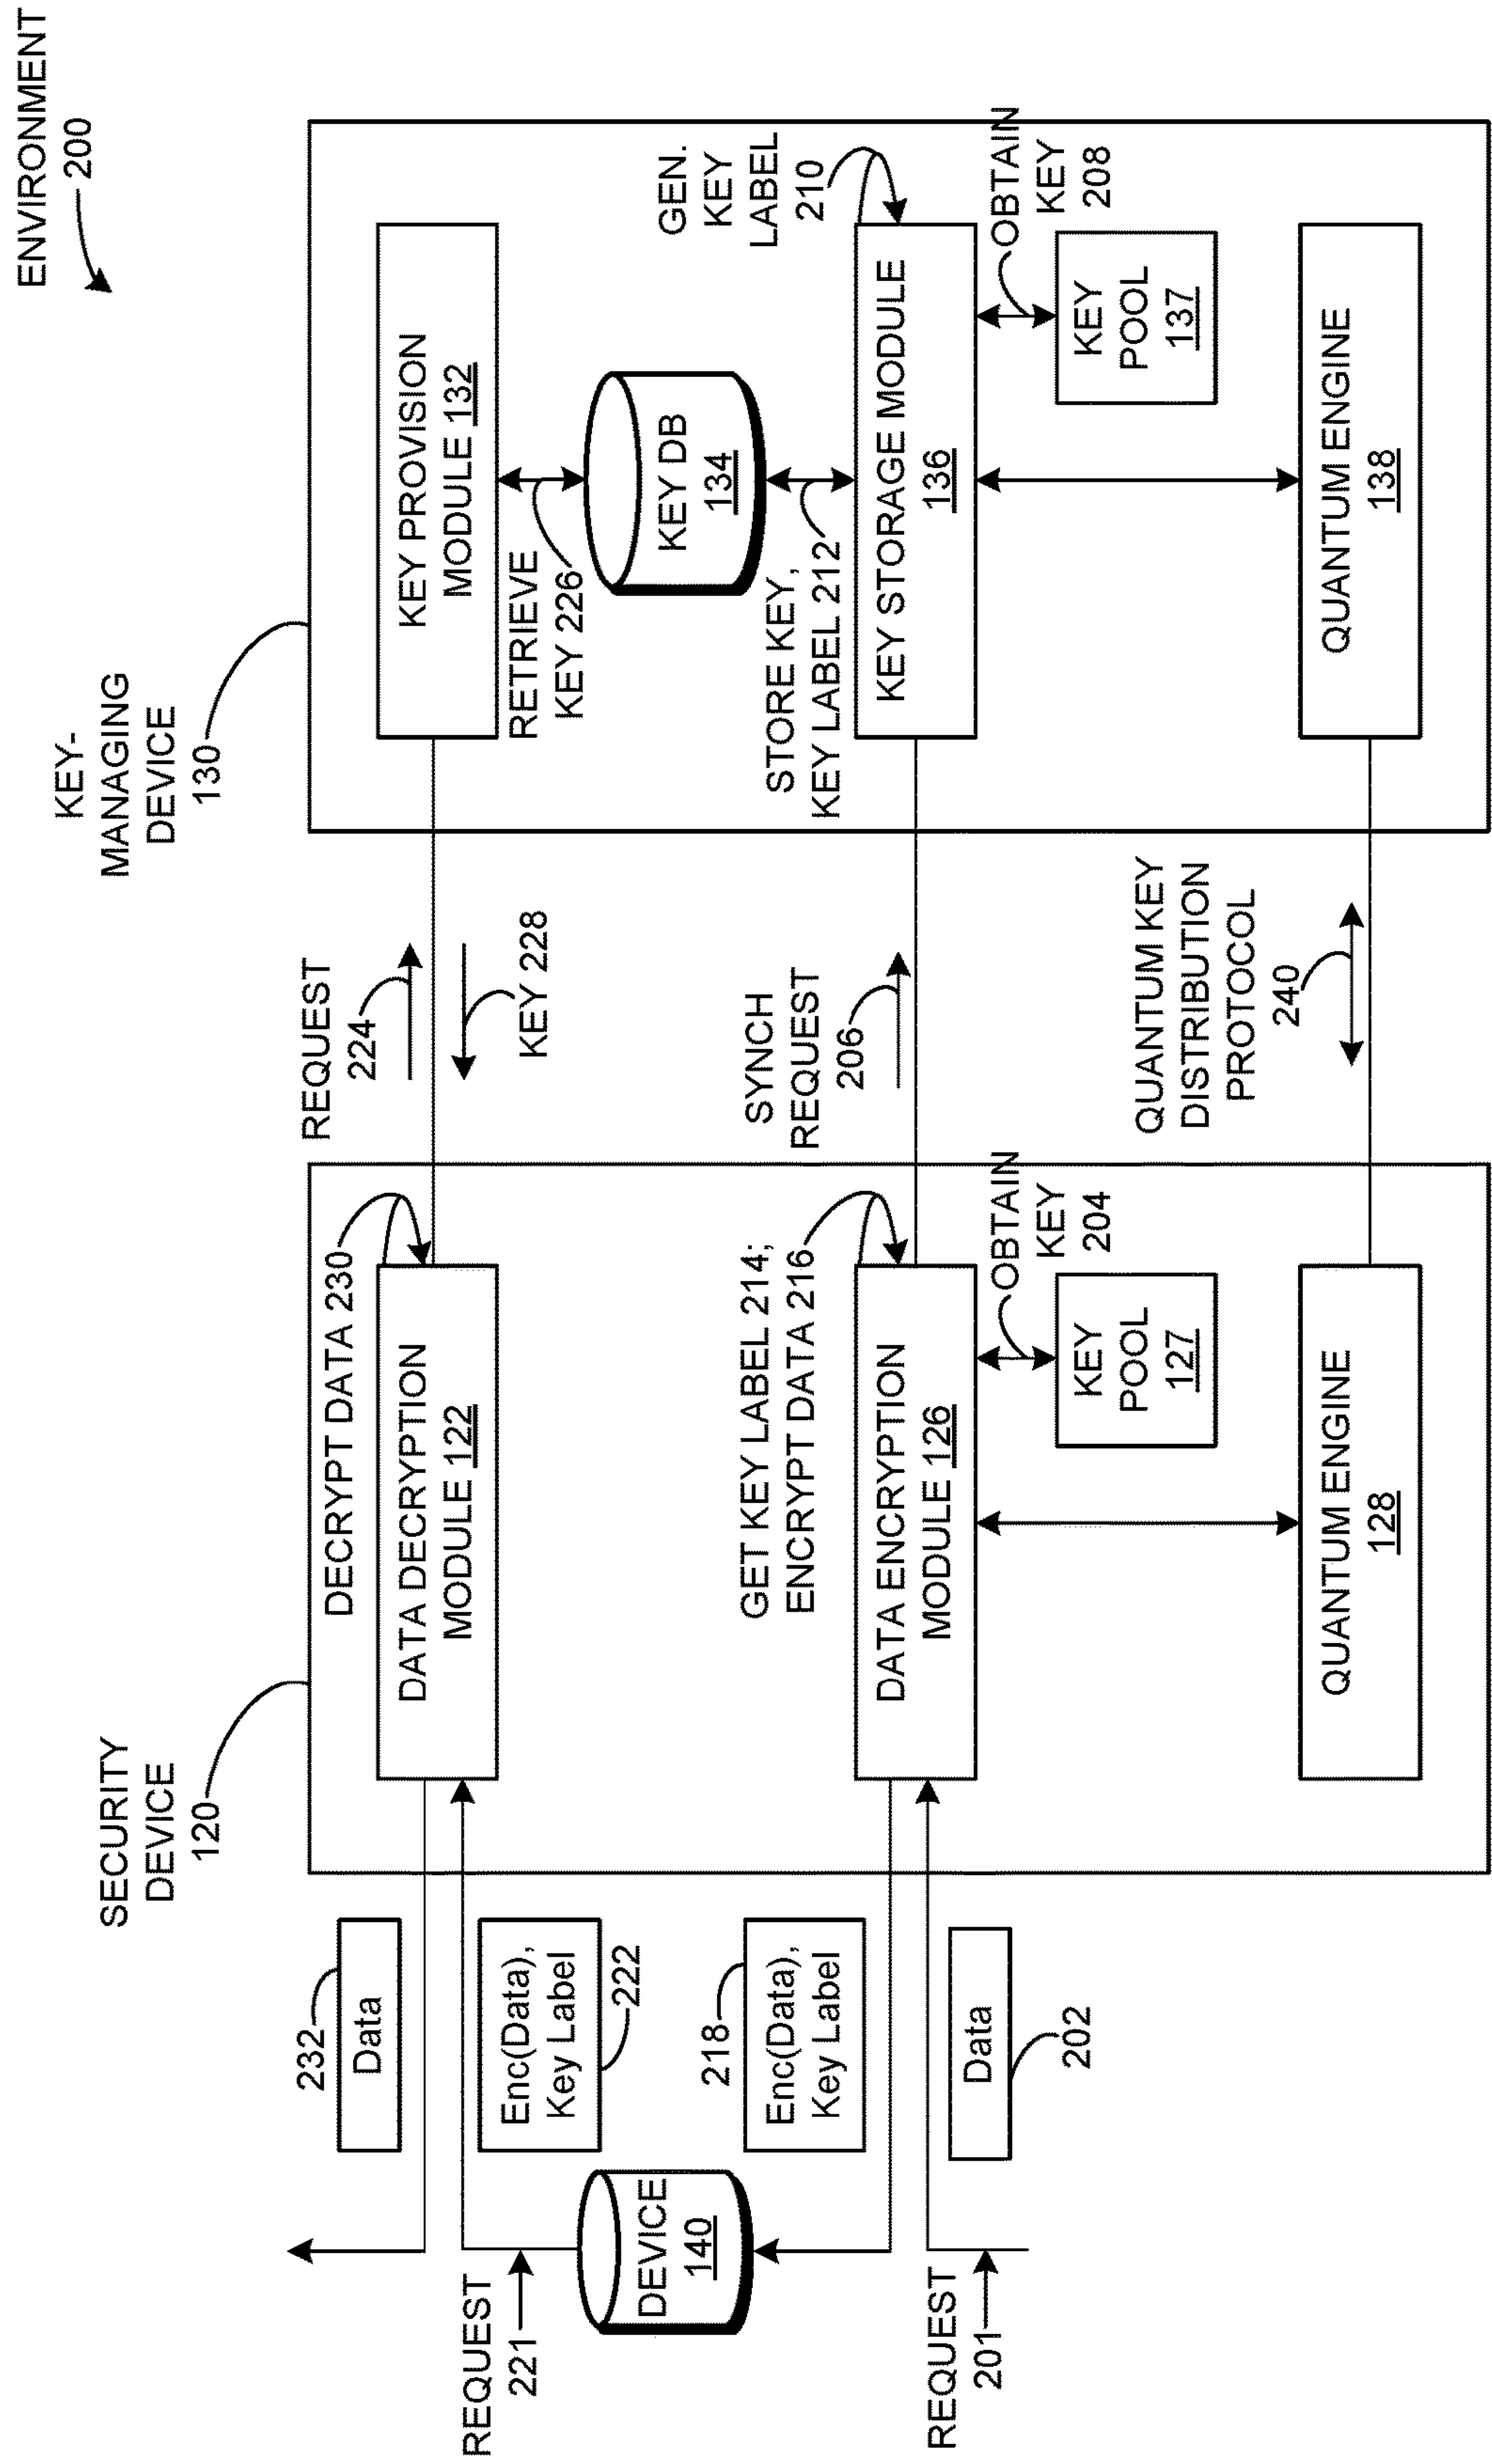 ENVIRONMENT
200
SECURITY
DEVICE
120
KEY-
MANAGING
DEVICE
130
232
Data
DECRYPT DATA 230
DATA DECRYPTION
MODULE 122
REQUEST
224
KEY 228
KEY PROVISION
MODULE 132
RETRIEVE
KEY 226
REQUEST
221
Enc(Data),
Key Label
222
DEVICE
140
KEY DB
134
218
Enc(Data),
Key Label
GET KEY LABEL 214;
ENCRYPT DATA 216
DATA ENCRYPTION
MODULE 126
SYNCH
REQUEST
206
STORE KEY,
KEY LABEL 212
KEY STORAGE MODULE
136
GEN.
KEY
LABEL
210
REQUEST
201
Data
202
OBTAIN
KEY
204
KEY
POOL
127
OBTAIN
KEY
208
KEY
POOL
137
QUANTUM ENGINE
128
QUANTUM KEY
DISTRIBUTION
PROTOCOL
240
QUANTUM ENGINE
138